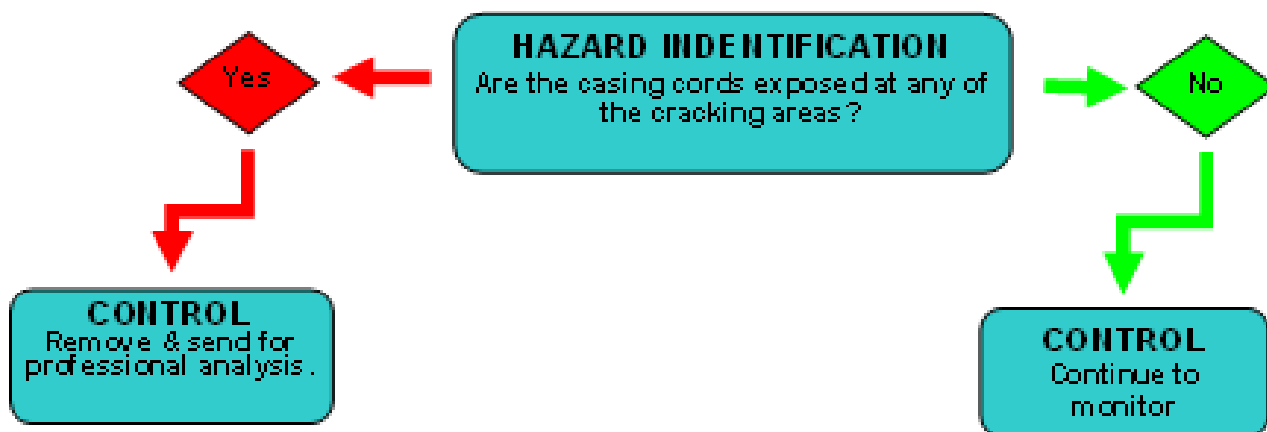 HAZARD INDENTIFICATION
Are the casing cords exposed at any of
the cracking areas?
Yes
No
CONTROL
Remove & send for
professional analysis.
CONTROL
Continue to
monitor